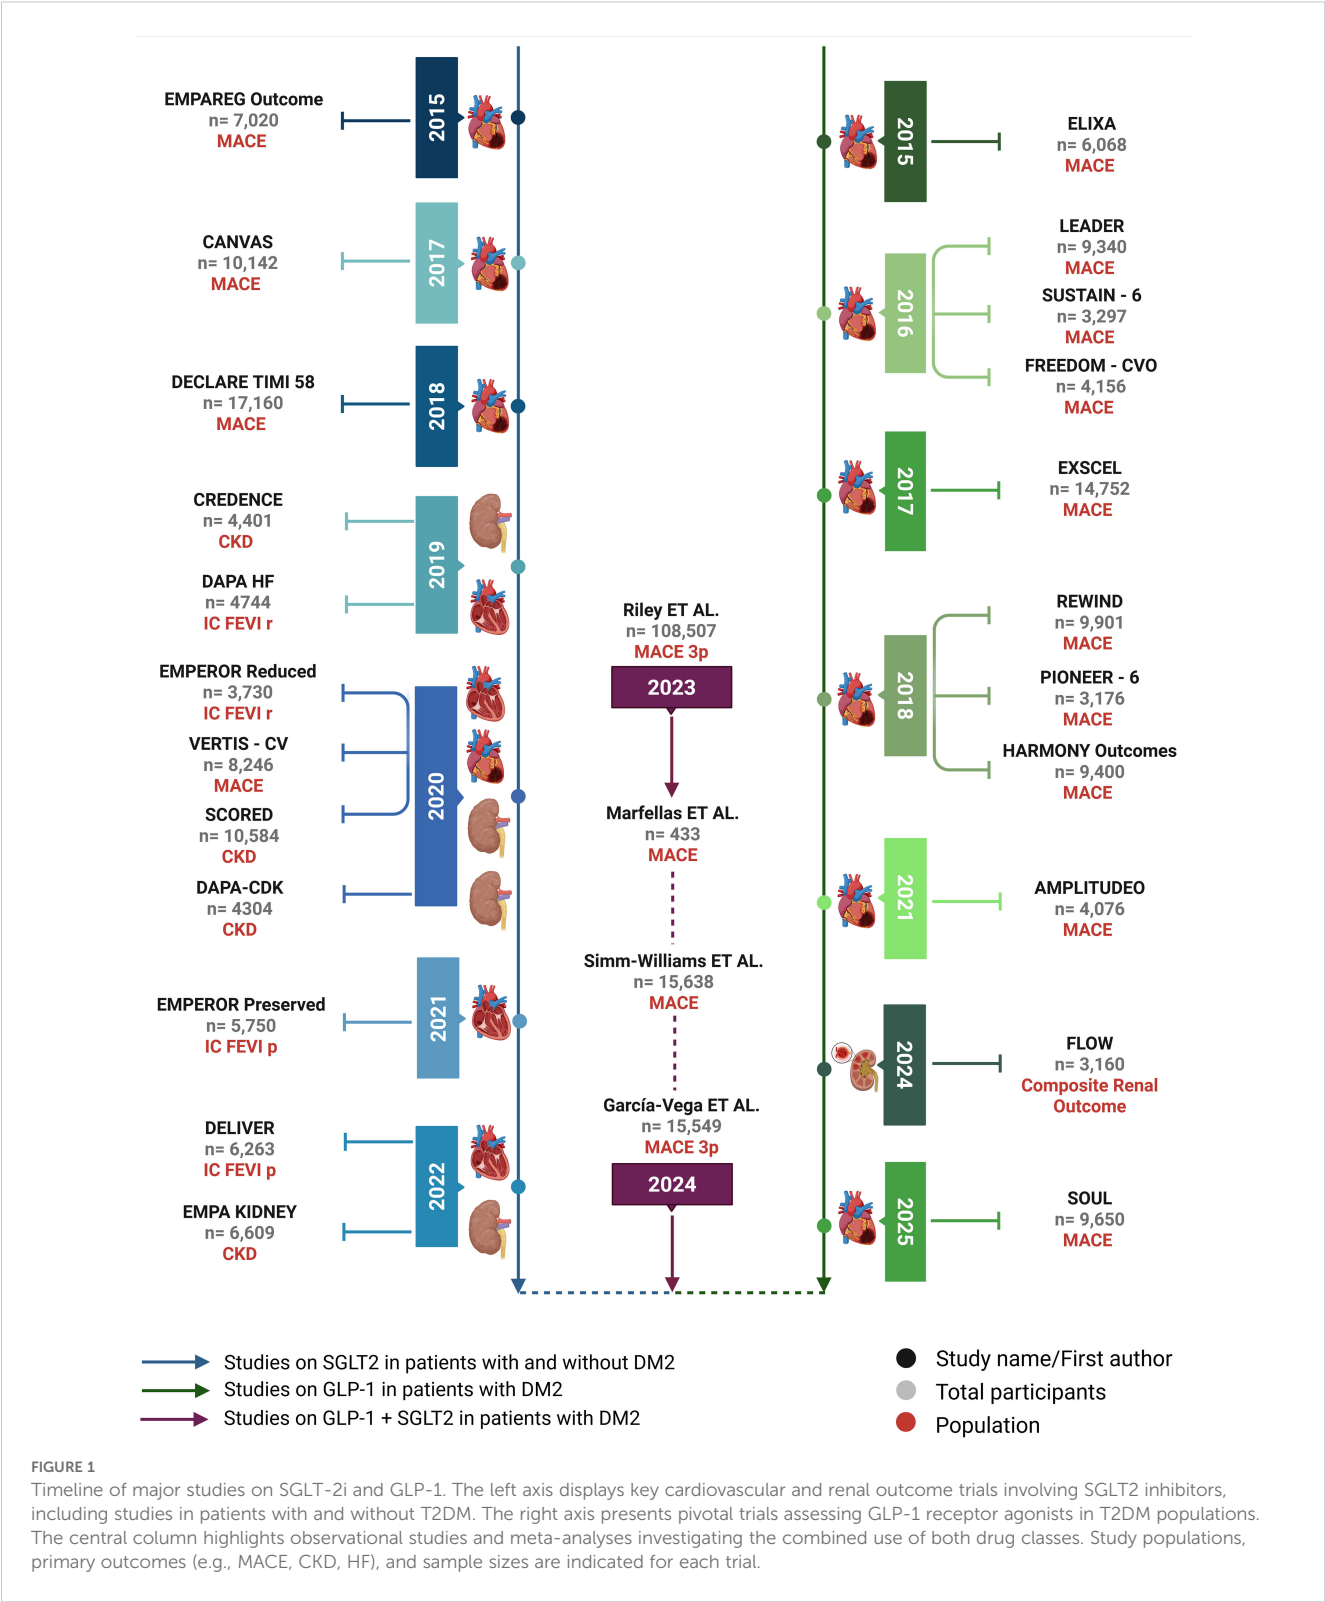 EMPAREG Outcome
n= 7,020
MACE
2015
CANVAS
n= 10,142
MACE
2017
DECLARE TIMI 58
n= 17,160
MACE
2018
CREDENCE
n= 4,401
CKD
DAPA HF
n= 4744
IC FEVI r
2019
EMPEROR Reduced
n= 3,730
IC FEVI r
VERTIS - CV
n= 8,246
MACE
SCORED
n= 10,584
CKD
DAPA-CDK
n= 4304
CKD
2020
EMPEROR Preserved
n= 5,750
IC FEVI p
2021
DELIVER
n= 6,263
IC FEVI p
EMPA KIDNEY
n= 6,609
CKD
2022
Riley ET AL.
n= 108,507
MACE 3p
2023
Marfellas ET AL.
n= 433
MACE
Simm-Williams ET AL.
n= 15,638
MACE
García-Vega ET AL.
n= 15,549
MACE 3p
2024
2015
ELIXA
n= 6,068
MACE
2016
LEADER
n= 9,340
MACE
SUSTAIN - 6
n= 3,297
MACE
FREEDOM - CVO
n= 4,156
MACE
2017
EXSCEL
n= 14,752
MACE
2018
REWIND
n= 9,901
MACE
PIONEER - 6
n= 3,176
MACE
HARMONY Outcomes
n= 9,400
MACE
2021
AMPLITUDEO
n= 4,076
MACE
2024
FLOW
n= 3,160
Composite Renal
Outcome
2025
SOUL
n= 9,650
MACE
Studies on SGLT2 in patients with and without DM2
Studies on GLP-1 in patients with DM2
Studies on GLP-1 + SGLT2 in patients with DM2
Study name/First author
Total participants
Population
FIGURE 1
Timeline of major studies on SGLT-2i and GLP-1. The left axis displays key cardiovascular and renal outcome trials involving SGLT2 inhibitors,
including studies in patients with and without T2DM. The right axis presents pivotal trials assessing GLP-1 receptor agonists in T2DM populations.
The central column highlights observational studies and meta-analyses investigating the combined use of both drug classes. Study populations,
primary outcomes (e.g., MACE, CKD, HF), and sample sizes are indicated for each trial.